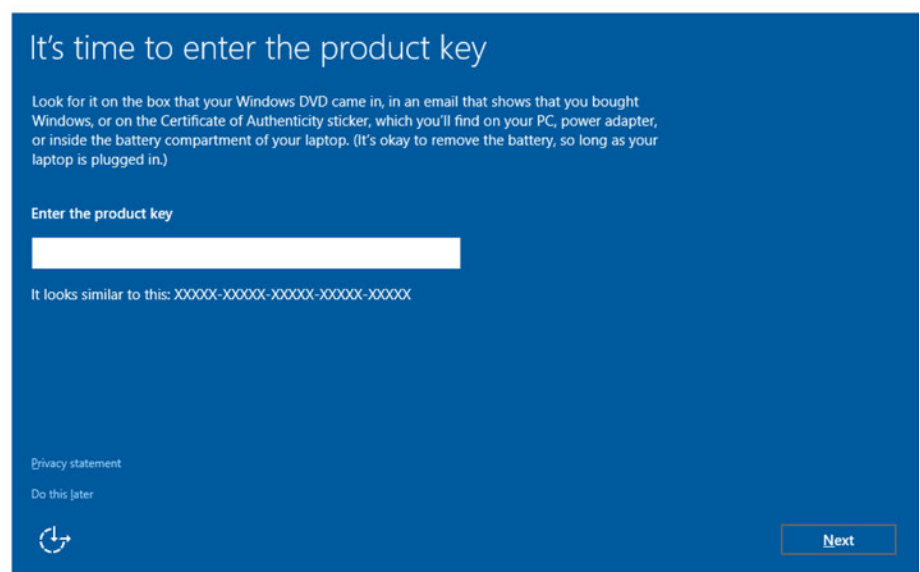 It's time to enter the product key
Look for it on the box that your Windows DVD came in, in an email that shows that you bought
Windows, or on the Certificate of Authenticity sticker, which you'll find on your PC, power adapter,
or inside the battery compartment of your laptop. (It's okay to remove the battery, so long as your
laptop is plugged in.)
Enter the product key
It looks similar to this: XXXXX-XXXXX-XXXXX-XXXXX-XXXXX
Privacy statement
Do this later
Next